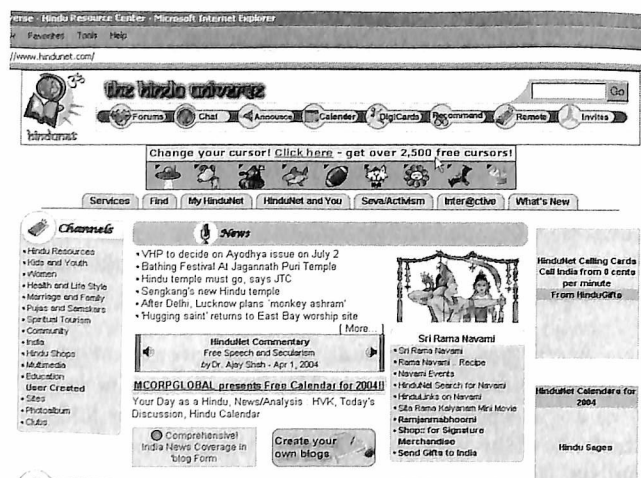 verse - Hindu Resource Center - Microsoft Internet Explorer
Favorites Tools Help
//www.hindunet.com/
the hindu universe
Go
hindunet
Forums Chat Announce Calender DigiCards Recommend Remote Invites
Change your cursor! Click here - get over 2,500 free cursors!
Services Find My HinduNet HinduNet and You Seva/Activism Inter@ctive What's New
Channels
• Hindu Resources
• Kids and Youth
• Women
• Health and Life Style
• Marriage and Family
• Pujas and Samskars
• Spiritual Tourism
• Community
• India
• Hindu Shops
• Multimedia
• Education
User Created
• Sites
• Photoalbum
• Clubs
News
• VHP to decide on Ayodhya issue on July 2
• Bathing Festival At Jagannath Puri Temple
• Hindu temple must go, says JTC
• Sengkang's new Hindu temple
• After Delhi, Lucknow plans 'monkey ashram'
• 'Hugging saint' returns to East Bay worship site
[ More... ]
HinduNet Commentary
Free Speech and Secularism
by Dr. Ajay Shah - Apr 1, 2004
MCORPGLOBAL presents Free Calendar for 2004!!
Your Day as a Hindu, News/Analysis HVK, Today's
Discussion, Hindu Calendar
Comprehensive!
India News Coverage in
'blog Form
Create your
own blogs
Sri Rama Navami
• Sri Rama Navami
• Rama Navami .. Recipe
• Navami Events
• HinduNet Search for Navami
• HinduLinks on Navami
• Sita Rama Kalyanam Mini Movie
• Ramjanmabhoomi
• Shop:: for Signature
Merchandise
• Send Gifts to India
HinduNet Calling Cards
Call India from 8 cents
per minute
From HinduGifts
HinduNet Calendars for
2004
Hindu Sages